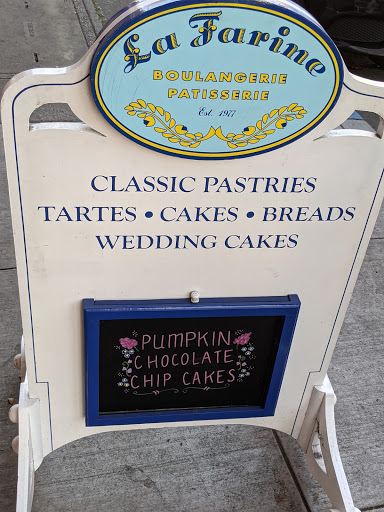 La Farine
BOULANGERIE
PATISSERIE
Est. 1977
CLASSIC PASTRIES
TARTES • CAKES • BREADS
WEDDING CAKES
PUMPKIN
CHOCOLATE
CHIP CAKES